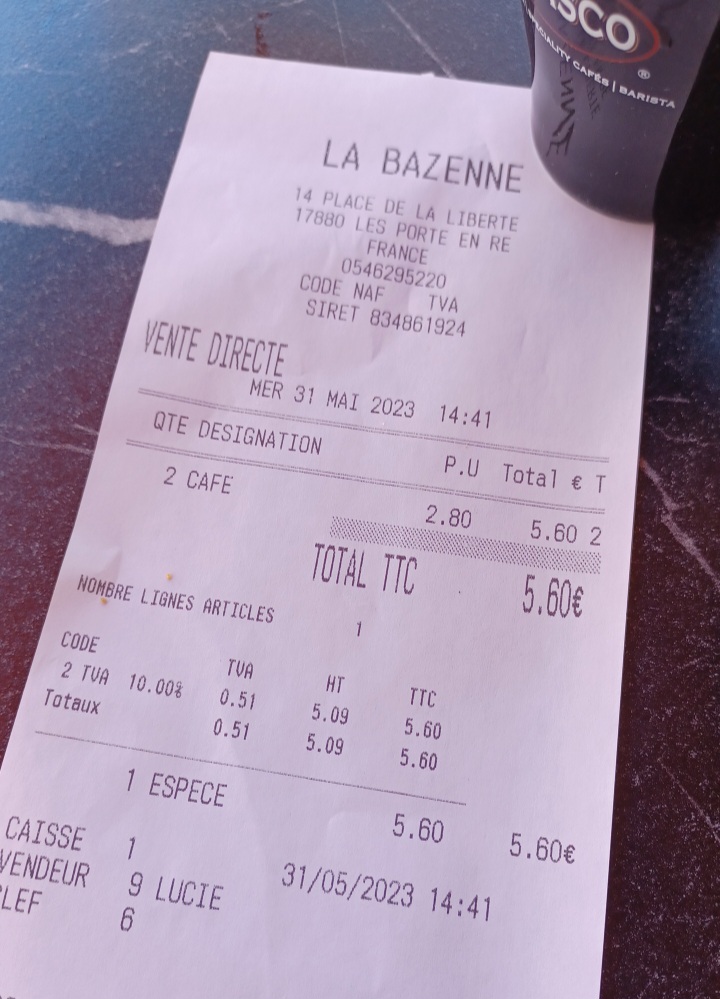 SCO
®
SPECIALITY CAFÉS | BARISTA
LA BAZENNE
14 PLACE DE LA LIBERTE
17880 LES PORTE EN RE
FRANCE
0546295220
CODE NAF TVA
SIRET 834861924
VENTE DIRECTE
MER 31 MAI 2023 14:41
QTE DESIGNATION P.U Total € T
2 CAFE 2.80 5.60 2
TOTAL TTC 5.60€
NOMBRE LIGNES ARTICLES 1
CODE TVA HT TTC
2 TVA 10.00% 0.51 5.09 5.60
Totaux 0.51 5.09 5.60
1 ESPECE 5.60 5.60€
CAISSE 1 31/05/2023 14:41
VENDEUR 9 LUCIE
CLEF 6